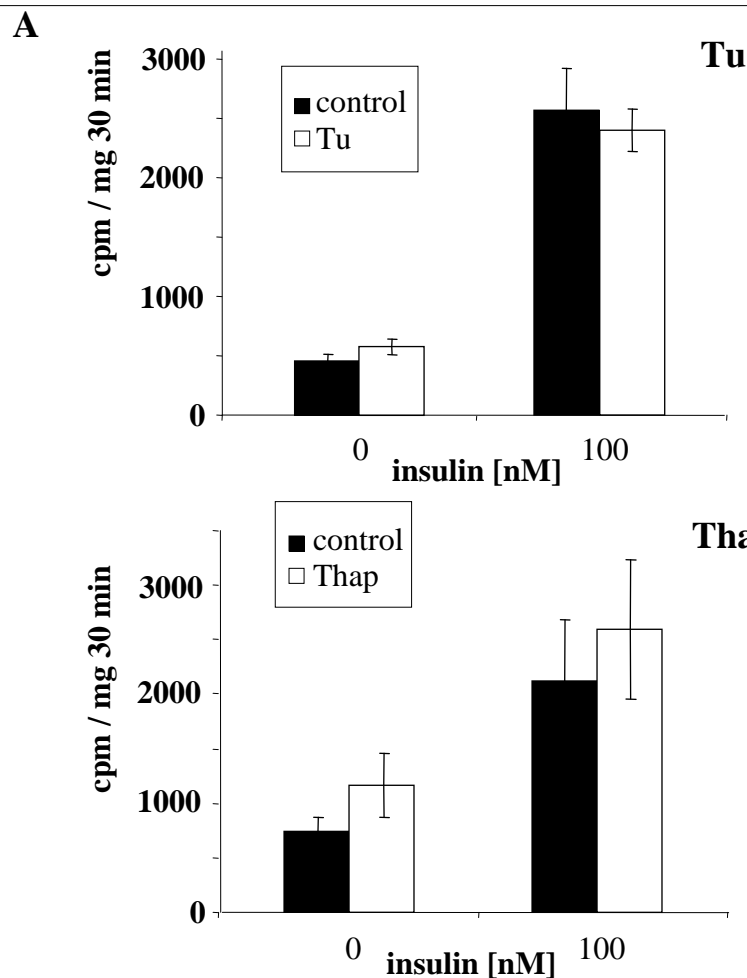 A
Tu
3000
2000
1000
0
cpm / mg 30 min
control
Tu
0
100
insulin [nM]
Tha
3000
2000
1000
0
cpm / mg 30 min
control
Thap
0
100
insulin [nM]